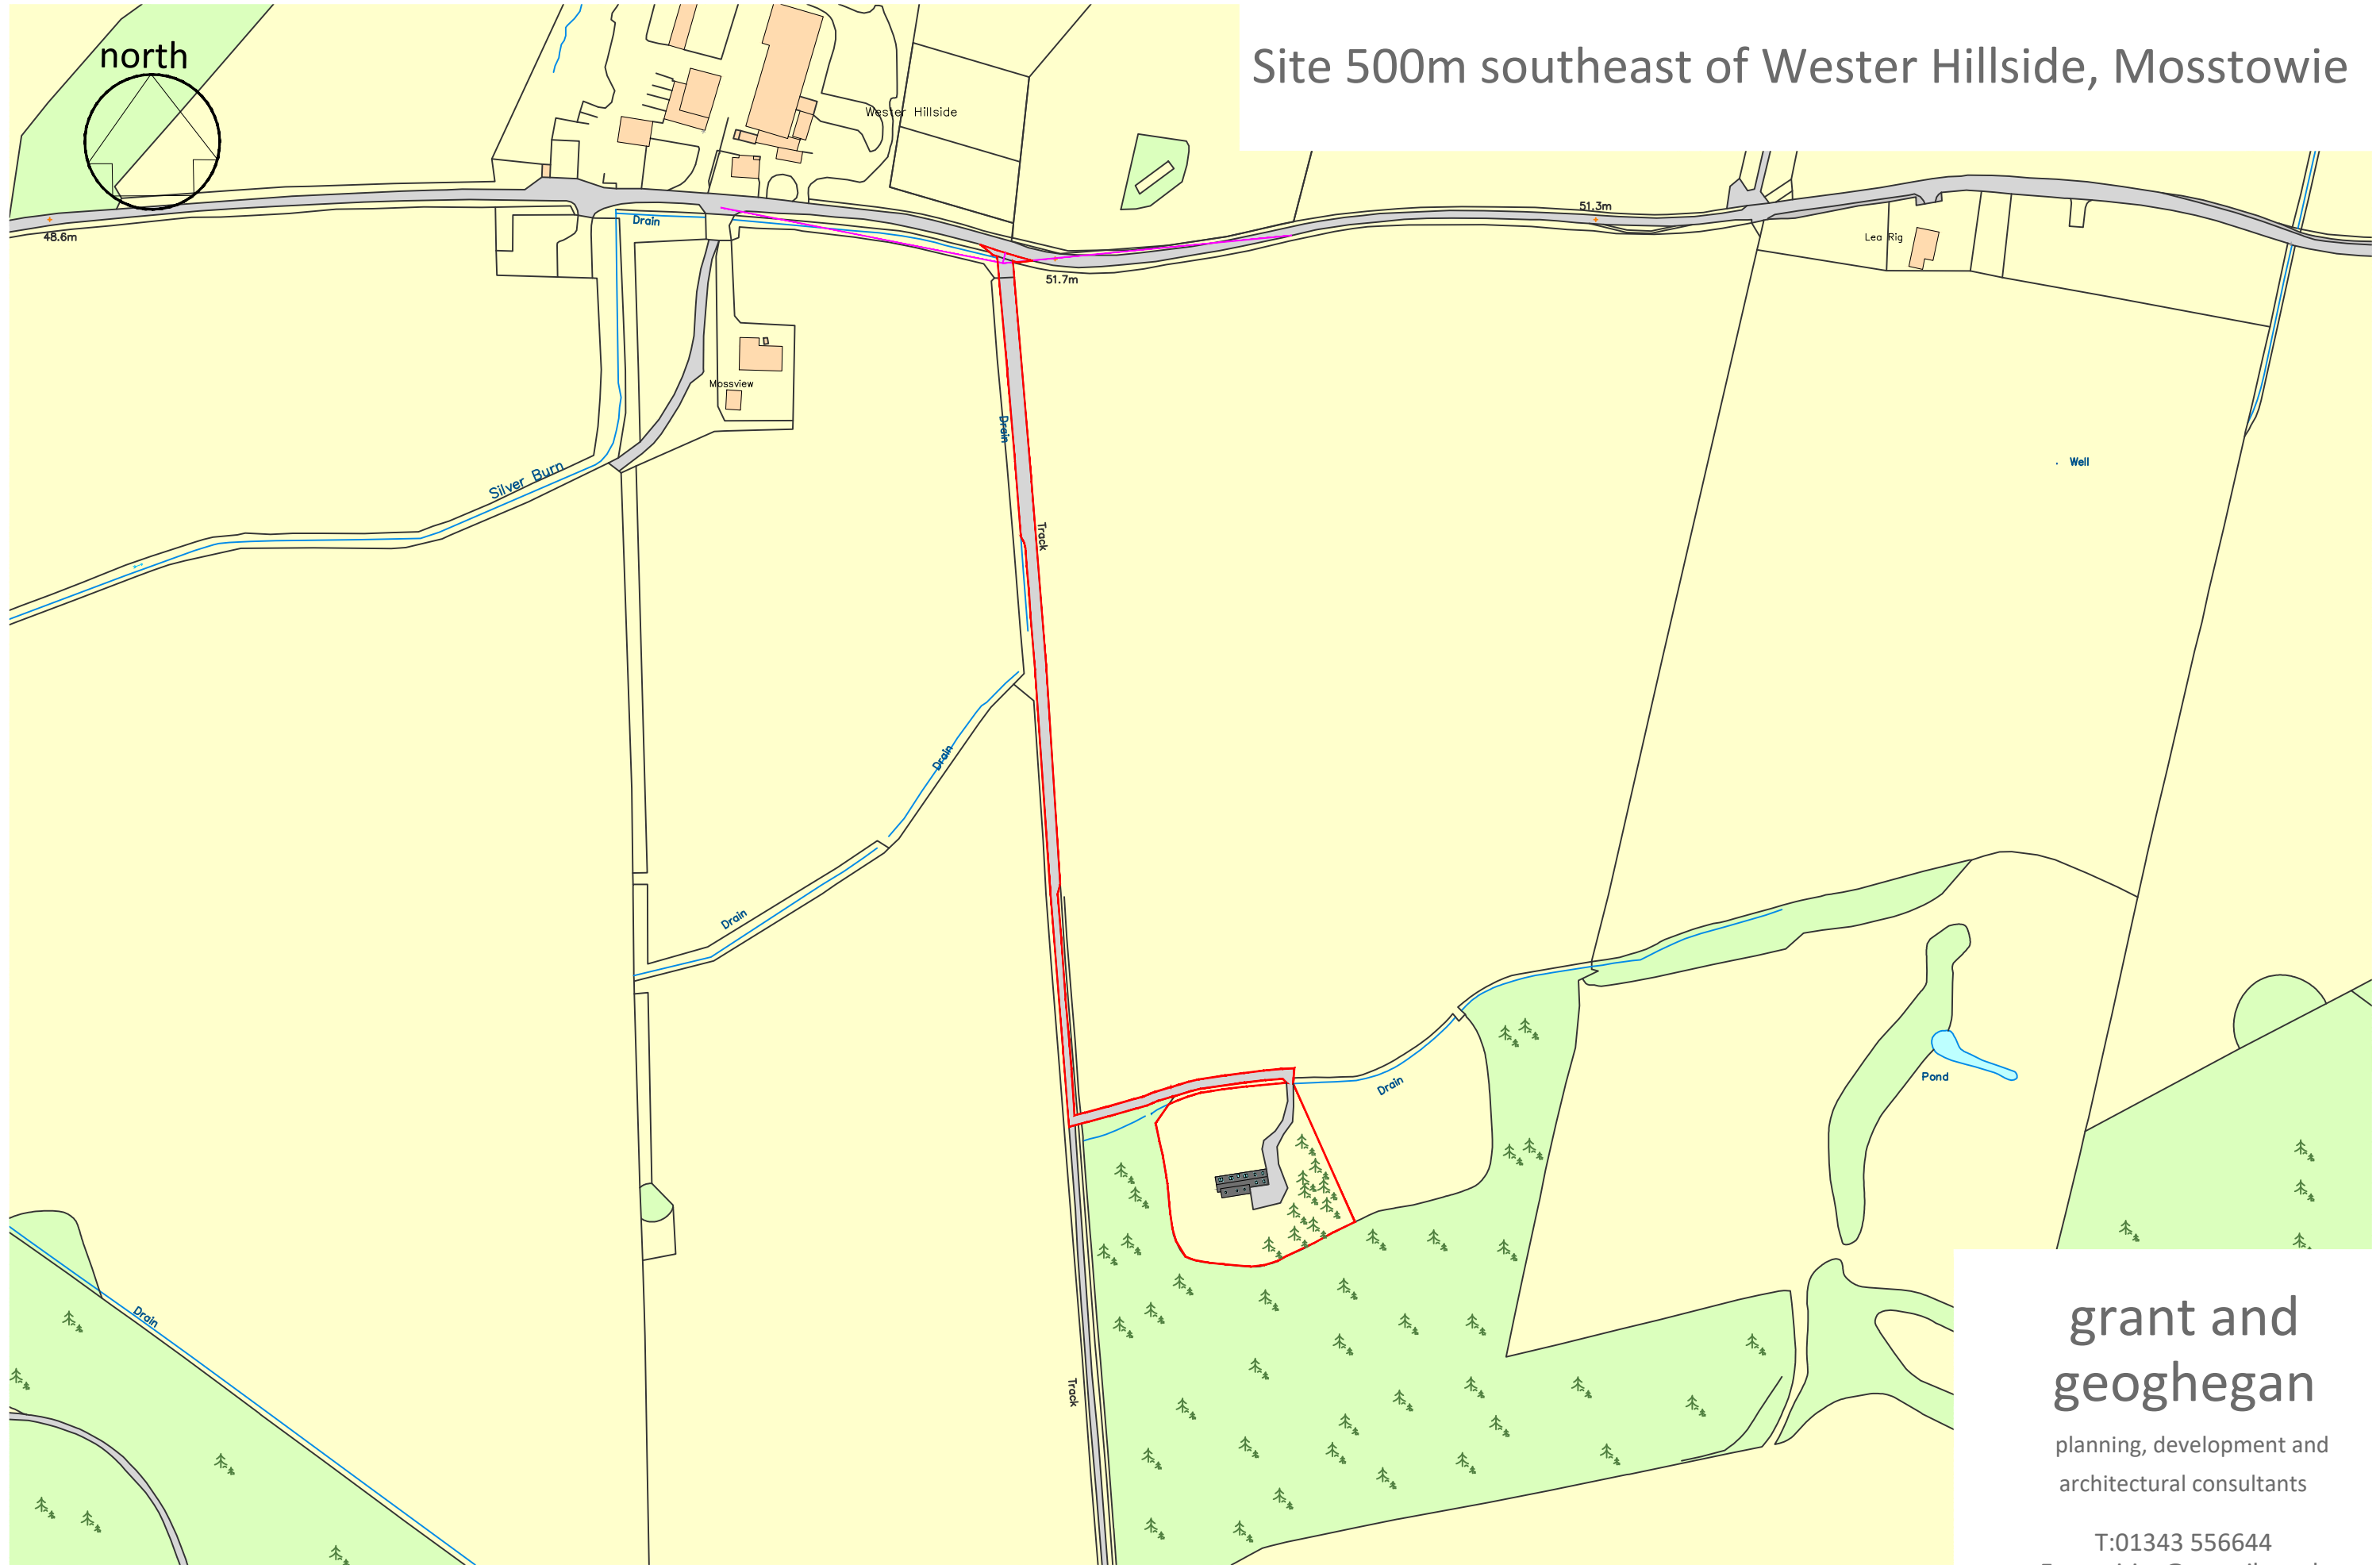 north
Site 500m southeast of Wester Hillside, Mosstowie
Wester Hillside
48.6m
Drain
51.3m
Lea Rig
51.7m
Mossview
Drain
Silver Burn
Well
Track
Drain
Drain
Drain
Pond
Drain
Track
grant and
geoghegan
planning, development and
architectural consultants
T:01343 556644